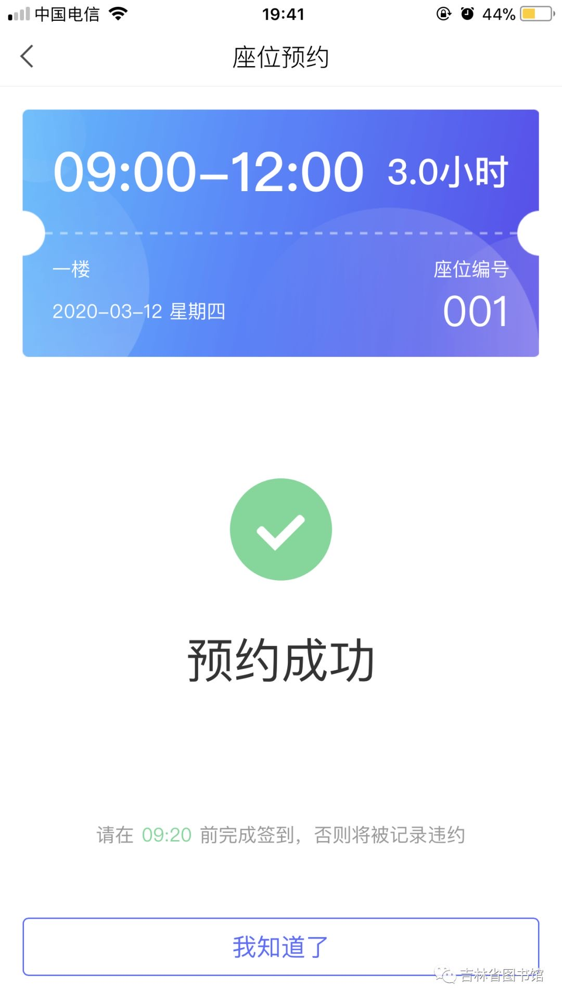 中国电信 19:41 44%
座位预约
09:00-12:00 3.0小时
一楼 座位编号
2020-03-12 星期四 001
预约成功
请在 09:20 前完成签到，否则将被记录违约
我知道了
吉林省图书馆